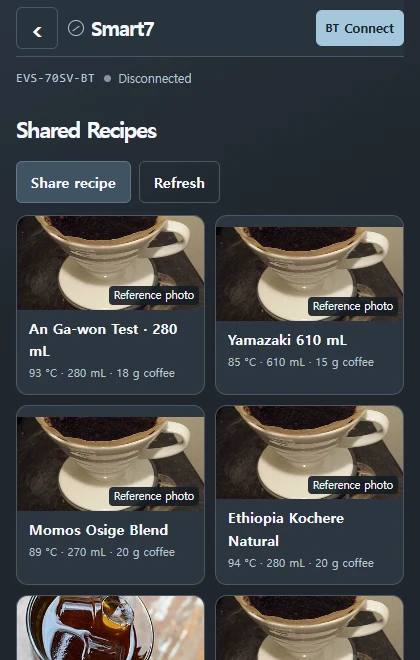 Smart7
BT Connect
EVS-70SV-BT
Disconnected
Shared Recipes
Share recipe
Refresh
Reference photo
An Ga-won Test · 280
mL
93 °C · 280 mL · 18 g coffee
Reference photo
Yamazaki 610 mL
85 °C · 610 mL · 15 g coffee
Reference photo
Momos Osige Blend
89 °C · 270 mL · 20 g coffee
Reference photo
Ethiopia Kochere
Natural
94 °C · 280 mL · 20 g coffee